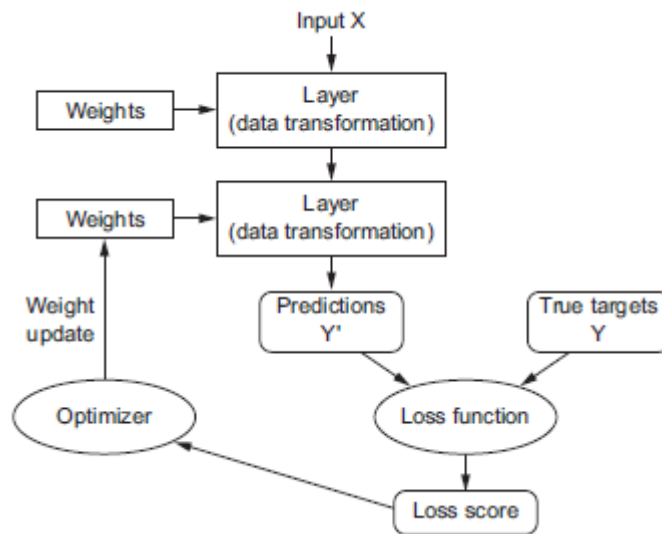 Input X
Layer
(data transformation)
Weights
Layer
(data transformation)
Weights
Weight
update
Predictions
Y'
True targets
Y
Optimizer
Loss function
Loss score